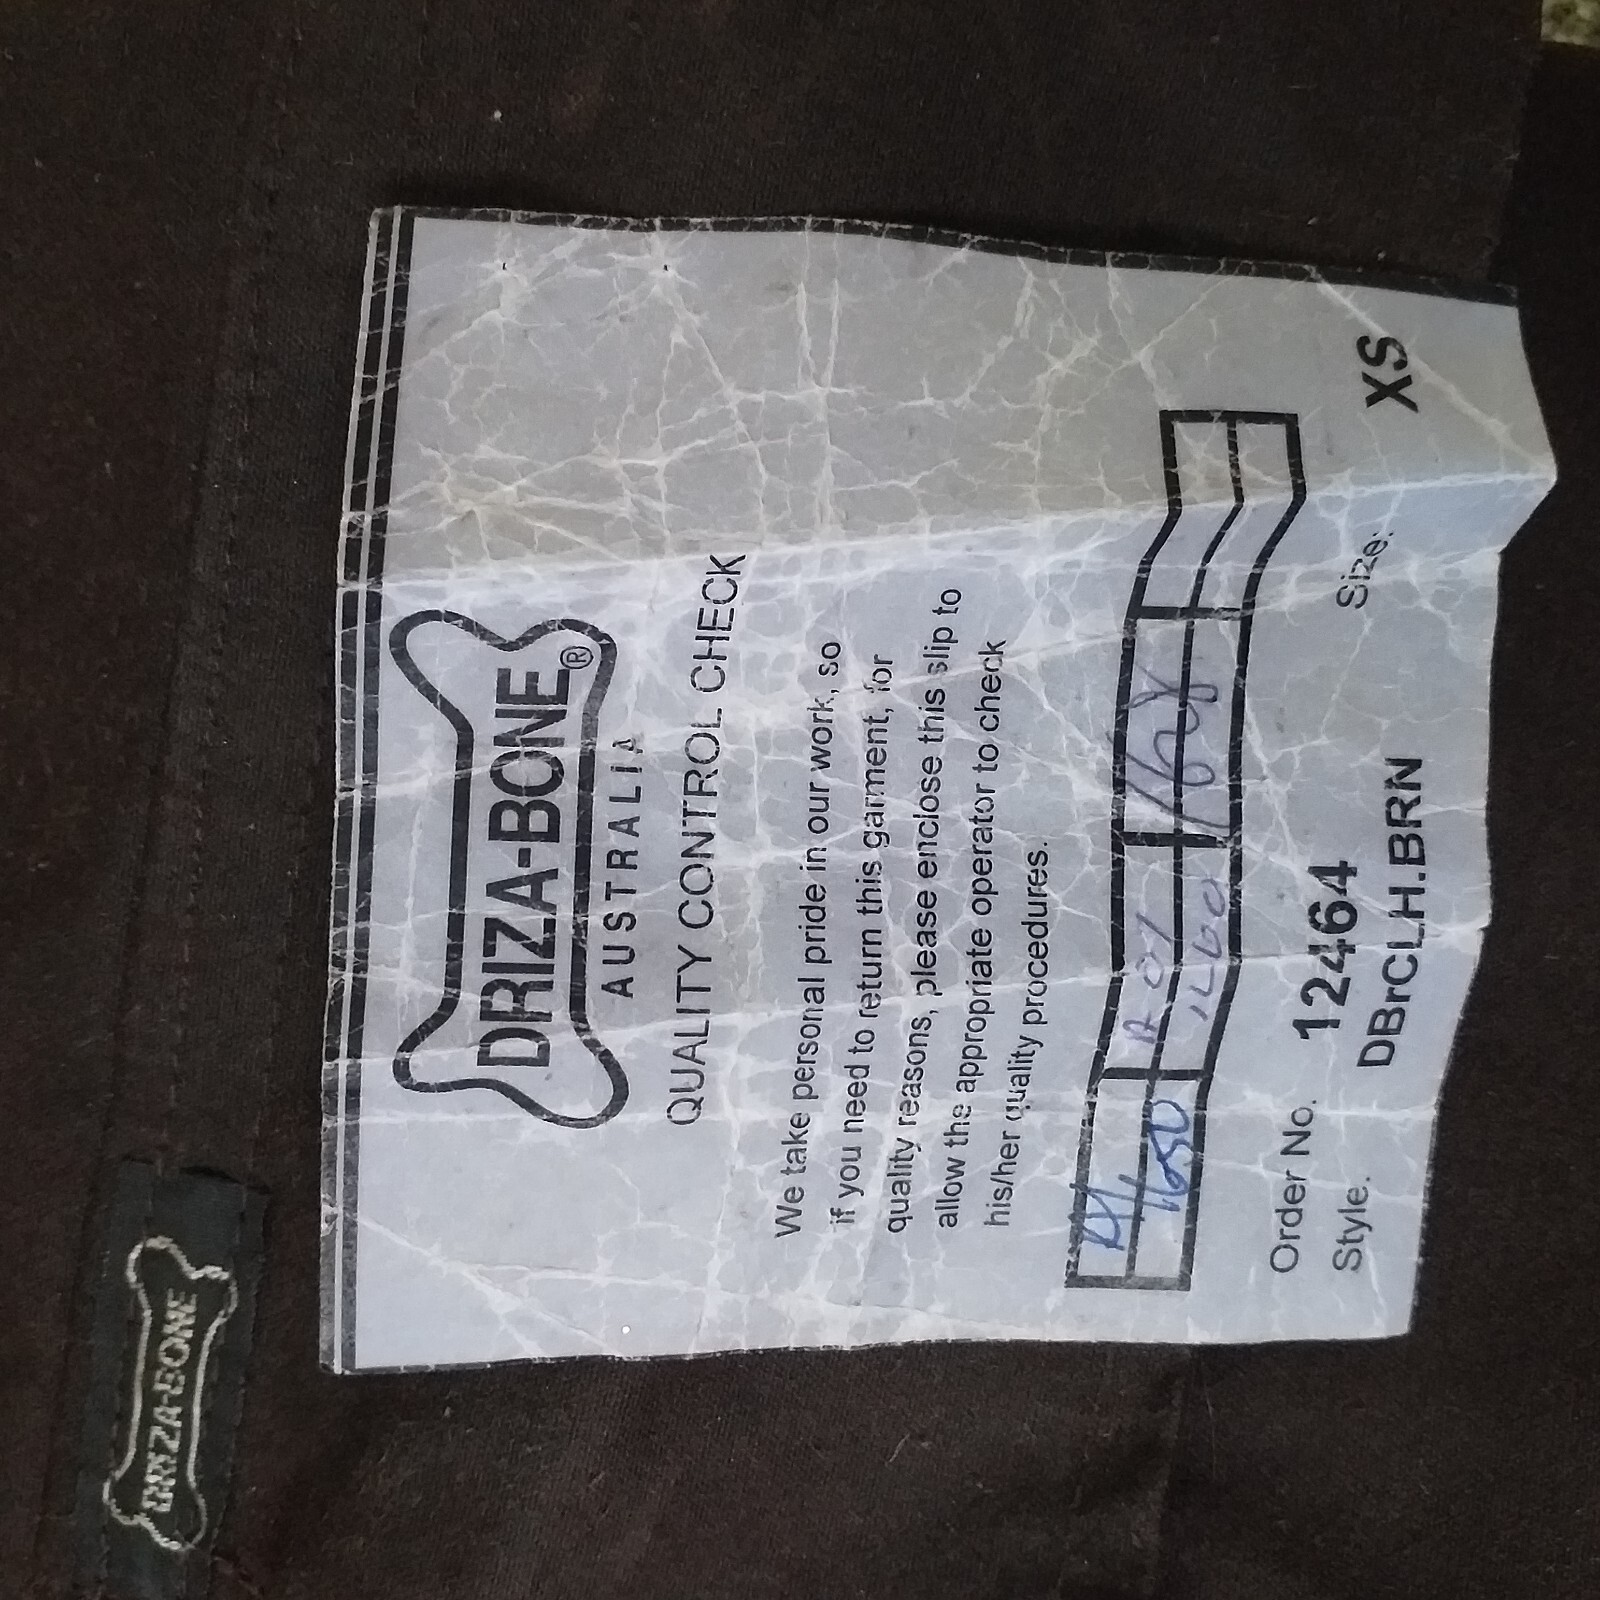 DRIZA-BONE®
AUSTRALIA
QUALITY CONTROL CHECK
We take personal pride in our work, so
if you need to return this garment, for
quality reasons, please enclose this slip to
allow the appropriate operator to check
his/her quality procedures.
1650
Order No. 12464
Style. DBrCLH.BRN Size: XS
DRIZA-BONE